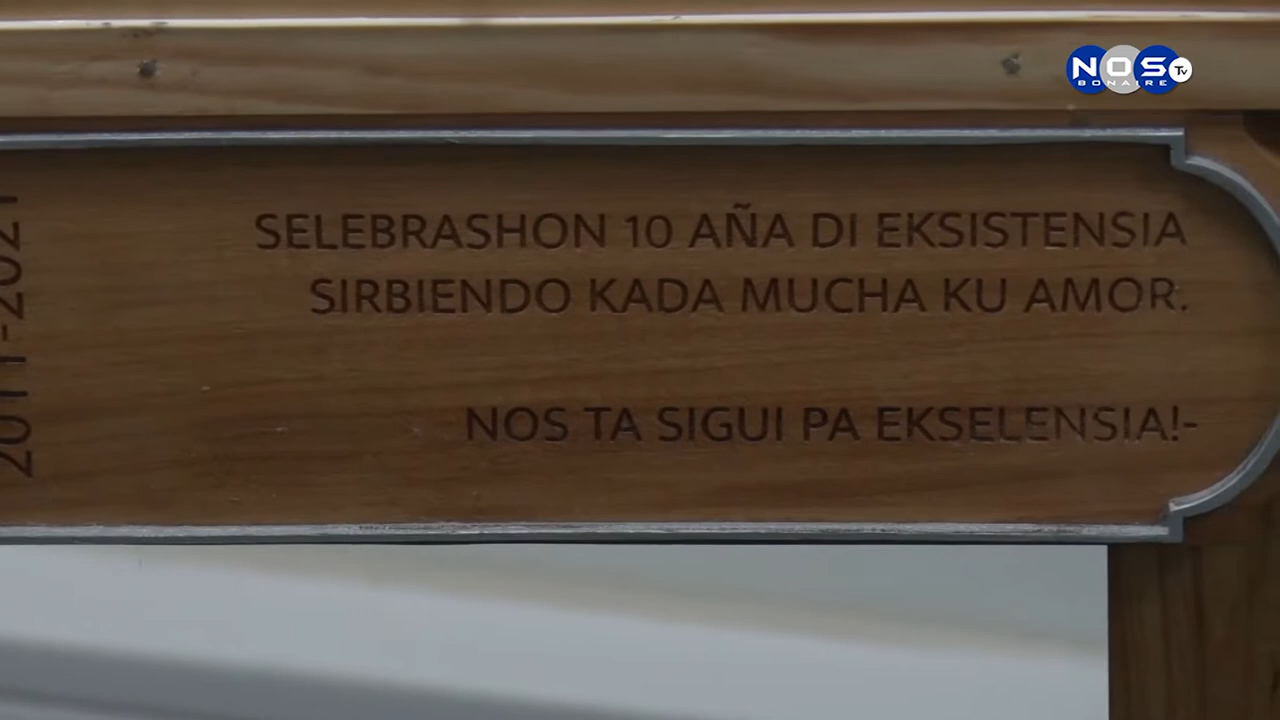 NOS TV
BONAIRE
2011-2021
SELEBRASHON 10 AÑA DI EKSISTENSIA
SIRBIENDO KADA MUCHA KU AMOR.
NOS TA SIGUI PA EKSELENSIA!-